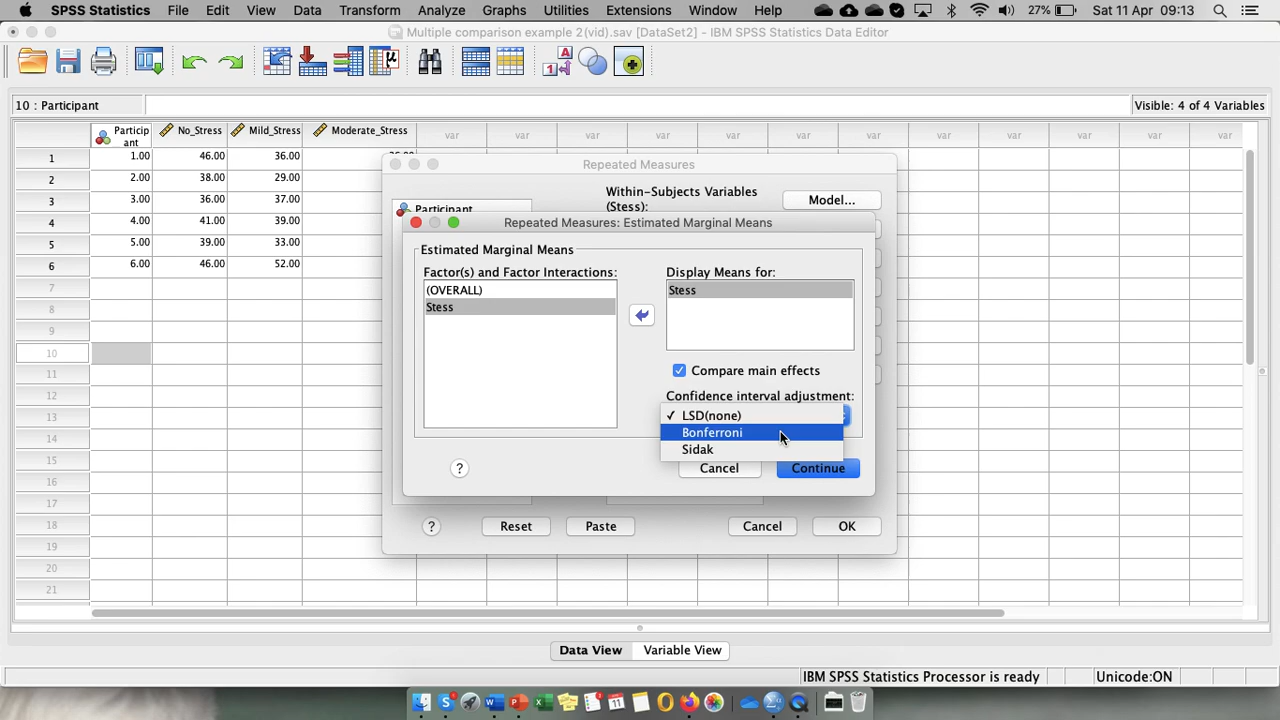 SPSS Statistics File Edit View Data Transform Analyze Graphs Utilities Extensions Window Help 27% Sat 11 Apr 09:13
Multiple comparison example 2(vid).sav [DataSet2] - IBM SPSS Statistics Data Editor
10 : Participant Visible: 4 of 4 Variables
Participant No_Stress Mild_Stress Moderate_Stress var var var var var var
1 1.00 46.00 36.00
2 2.00 38.00 29.00
3 3.00 36.00 37.00
4 4.00 41.00 39.00
5 5.00 39.00 33.00
6 6.00 46.00 52.00
7
8
9
10
11
12
13
14
15
16
17
18
19
20
21
Repeated Measures
Within-Subjects Variables
(Stress):
Model...
Participant
Repeated Measures: Estimated Marginal Means
Estimated Marginal Means
Factor(s) and Factor Interactions:
(OVERALL)
Stess
Display Means for:
Stess
Compare main effects
Confidence interval adjustment:
✓ LSD(none)
Bonferroni
Sidak
? Cancel Continue
? Reset Paste Cancel OK
Data View Variable View
IBM SPSS Statistics Processor is ready Unicode:ON